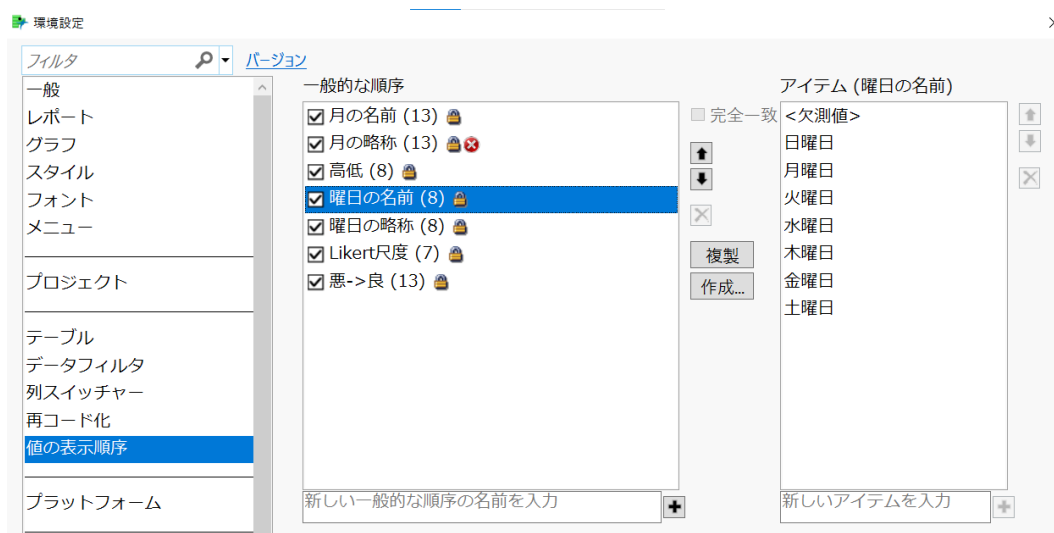 環境設定
フィルタ
バージョン
一般
レポート
グラフ
スタイル
フォント
メニュー
プロジェクト
テーブル
データフィルタ
列スイッチャー
再コード化
値の表示順序
プラットフォーム
一般的な順序
月の名前 (13)
月の略称 (13)
高低 (8)
曜日の名前 (8)
曜日の略称 (8)
Likert尺度 (7)
悪->良 (13)
新しい一般的な順序の名前を入力
完全一致
複製
作成...
アイテム (曜日の名前)
<欠測値>
日曜日
月曜日
火曜日
水曜日
木曜日
金曜日
土曜日
新しいアイテムを入力